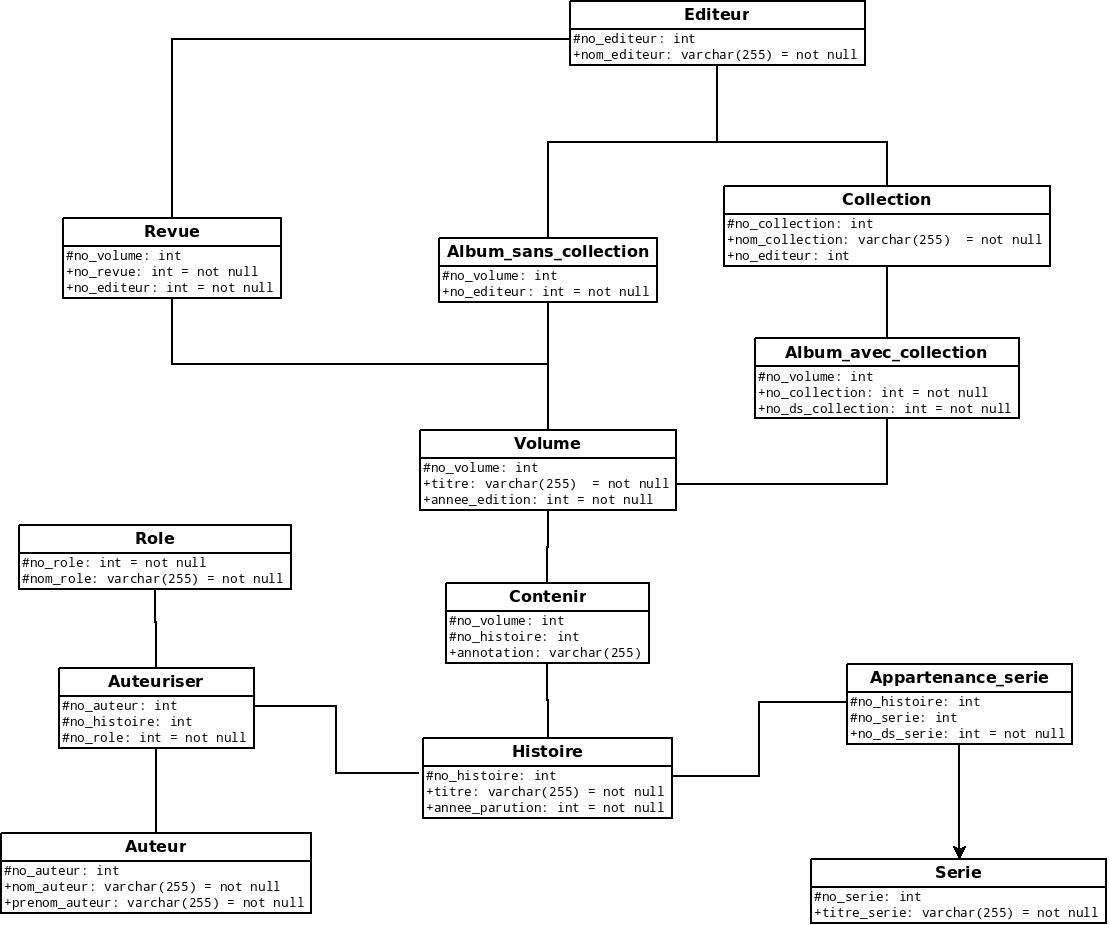 Editeur
#no_editeur: int
+nom_editeur: varchar(255) = not null
Collection
#no_collection: int
+nom_collection: varchar(255)  = not null
+no_editeur: int
Revue
#no_volume: int
+no_revue: int = not null
+no_editeur: int = not null
Album_sans_collection
#no_volume: int
+no_editeur: int = not null
Album_avec_collection
#no_volume: int
+no_collection: int = not null
+no_ds_collection: int = not null
Volume
#no_volume: int
+titre: varchar(255)  = not null
+annee_edition: int = not null
Role
#no_role: int = not null
#nom_role: varchar(255) = not null
Contenir
#no_volume: int
#no_histoire: int
+annotation: varchar(255)
Auteuriser
#no_auteur: int
#no_histoire: int
#no_role: int = not null
Appartenance_serie
#no_histoire: int
#no_serie: int
+no_ds_serie: int = not null
Histoire
#no_histoire: int
+titre: varchar(255) = not null
+annee_parution: int = not null
Auteur
#no_auteur: int
+nom_auteur: varchar(255) = not null
+prenom_auteur: varchar(255) = not null
Serie
#no_serie: int
+titre_serie: varchar(255) = not null